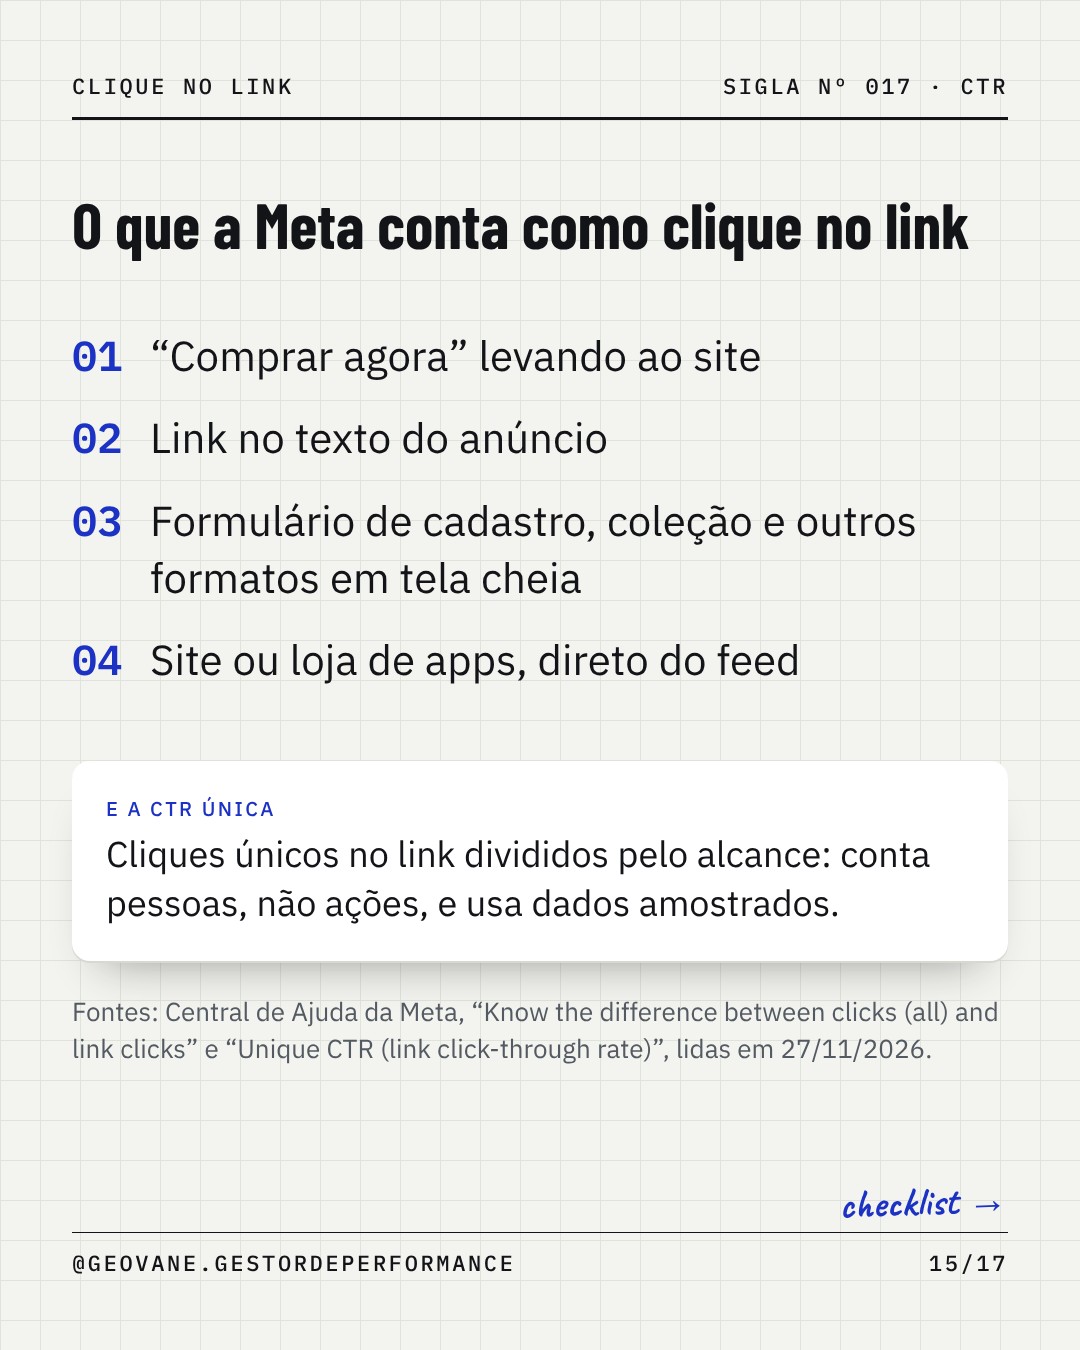 CLIQUE NO LINK
SIGLA Nº 017 · CTR
O que a Meta conta como clique no link
01 “Comprar agora” levando ao site
02 Link no texto do anúncio
03 Formulário de cadastro, coleção e outros
formatos em tela cheia
04 Site ou loja de apps, direto do feed
E A CTR ÚNICA
Cliques únicos no link divididos pelo alcance: conta
pessoas, não ações, e usa dados amostrados.
Fontes: Central de Ajuda da Meta, “Know the difference between clicks (all) and
link clicks” e “Unique CTR (link click-through rate)”, lidas em 27/11/2026.
checklist →
@GEOVANE.GESTORDEPERFORMANCE
15/17